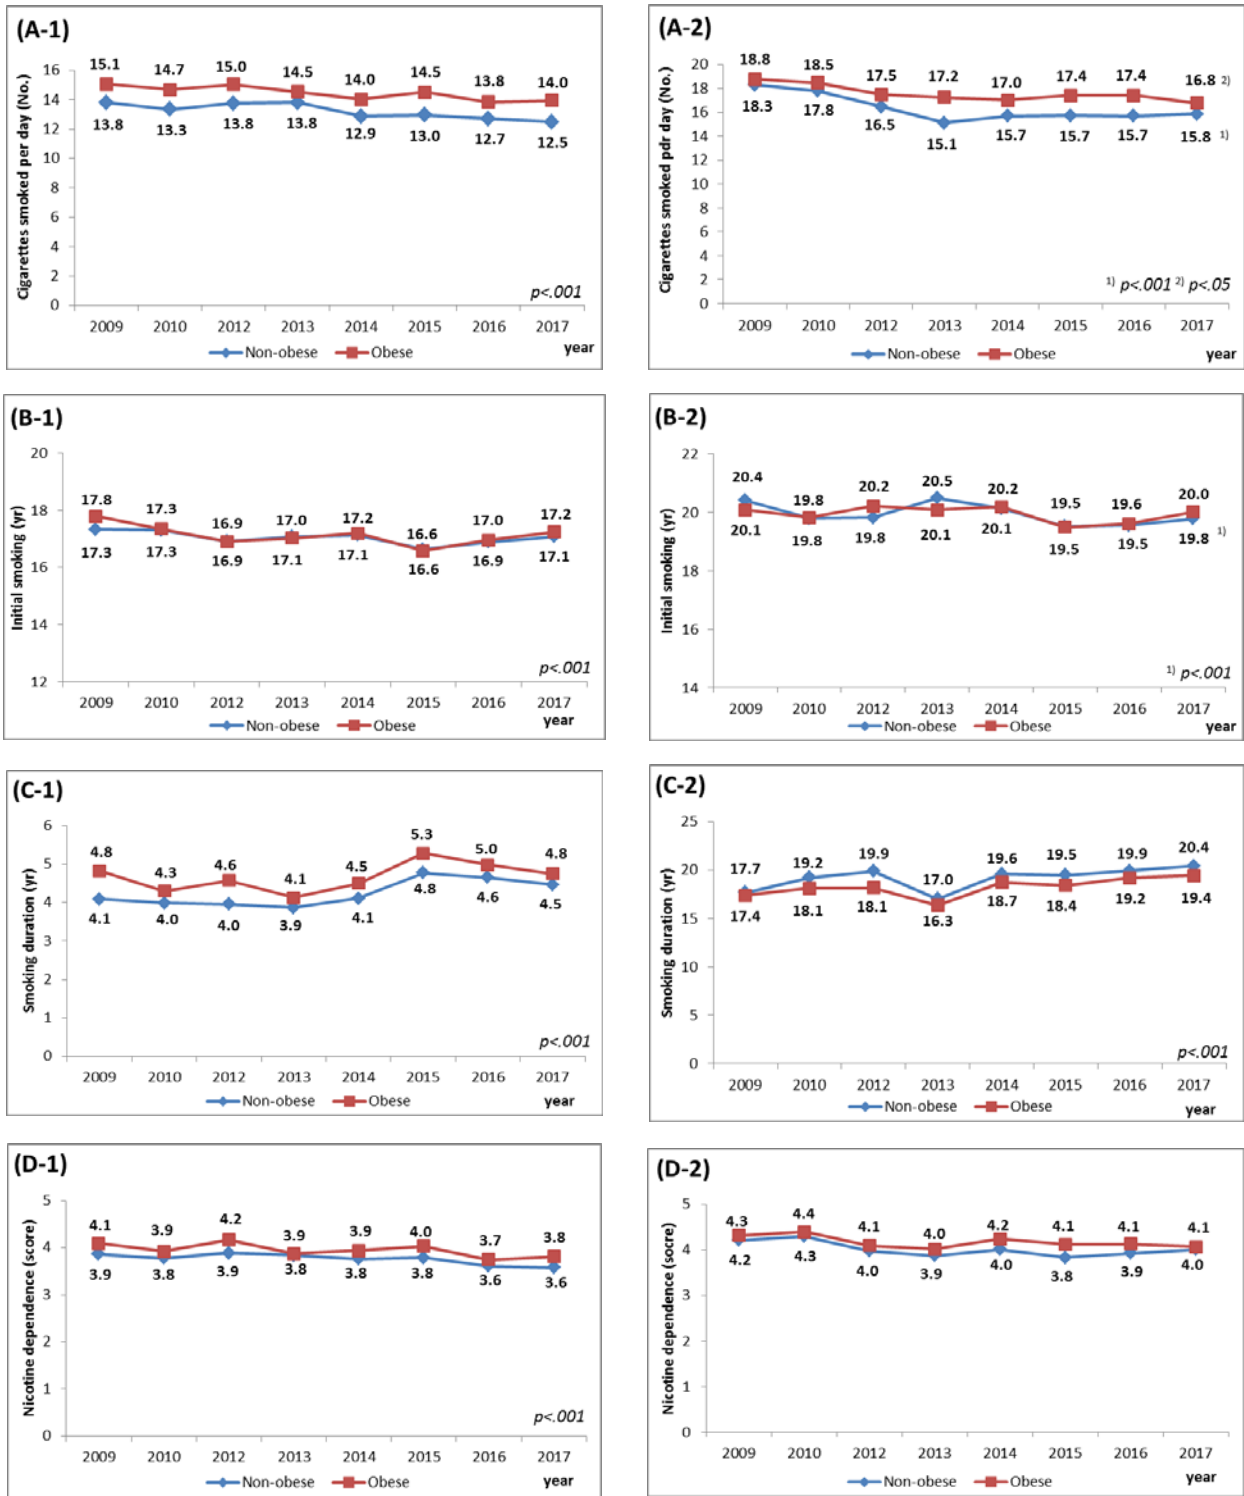 (A-1)
Cigarettes smoked per day (No.)
16
14
12
10
8
6
4
2
0
15.1 14.7 15.0 14.5 14.0 14.5 13.8 14.0
13.8 13.3 13.8 13.8 12.9 13.0 12.7 12.5
p<.001
2009 2010 2012 2013 2014 2015 2016 2017
Non-obese Obese year
(A-2)
Cigarettes smoked pdr day (No.)
20
18
16
14
12
10
8
6
4
2
0
18.8 18.5 17.5 17.2 17.0 17.4 17.4 16.8 2)
18.3 17.8 16.5 15.1 15.7 15.7 15.7 15.8 1)
1) p<.001 2) p<.05
2009 2010 2012 2013 2014 2015 2016 2017
Non-obese Obese year
(B-1)
Initial smoking (yr)
20
18
16
14
12
17.8 17.3 16.9 17.0 17.2 16.6 17.0 17.2
17.3 17.3 16.9 17.1 17.1 16.6 16.9 17.1
p<.001
2009 2010 2012 2013 2014 2015 2016 2017
Non-obese Obese year
(B-2)
Initial smoking (yr)
22
20
18
16
14
20.4 19.8 20.2 20.5 20.2 19.5 19.6 20.0
20.1 19.8 19.8 20.1 20.1 19.5 19.5 19.8 1)
1) p<.001
2009 2010 2012 2013 2014 2015 2016 2017
Non-obese Obese year
(C-1)
Smoking duration (yr)
6
5
4
3
2
1
0
4.8 4.3 4.6 4.1 4.5 5.3 5.0 4.8
4.1 4.0 4.0 3.9 4.1 4.8 4.6 4.5
p<.001
2009 2010 2012 2013 2014 2015 2016 2017
Non-obese Obese year
(C-2)
Smoking duration (yr)
25
20
15
10
5
0
17.7 19.2 19.9 17.0 19.6 19.5 19.9 20.4
17.4 18.1 18.1 16.3 18.7 18.4 19.2 19.4
p<.001
2009 2010 2012 2013 2014 2015 2016 2017
Non-obese Obese year
(D-1)
Nicotine dependence (score)
5
4
3
2
1
0
4.1 3.9 4.2 3.9 3.9 4.0 3.7 3.8
3.9 3.8 3.9 3.8 3.8 3.8 3.6 3.6
p<.001
2009 2010 2012 2013 2014 2015 2016 2017
Non-obese Obese year
(D-2)
Nicotine dependence (socre)
5
4
3
2
1
0
4.3 4.4 4.1 4.0 4.2 4.1 4.1 4.1
4.2 4.3 4.0 3.9 4.0 3.8 3.9 4.0
2009 2010 2012 2013 2014 2015 2016 2017
Non-obese Obese year